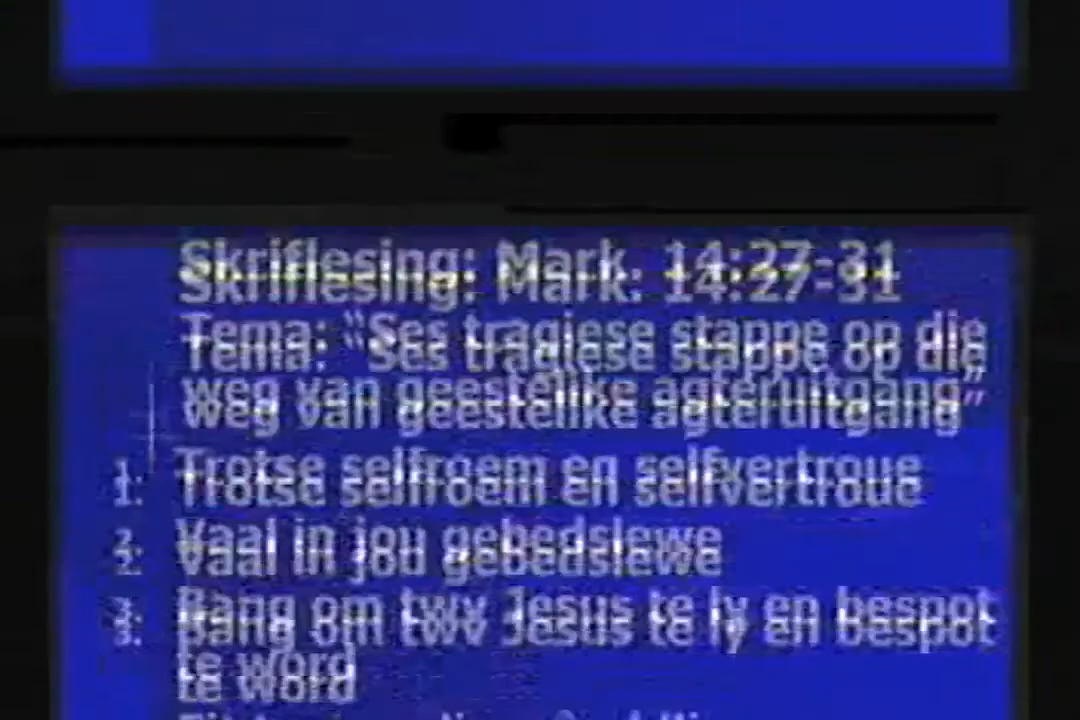 Skriflesing: Mark. 14:27-31
Tema: “Ses tragiese stappe op die
weg van geestelike agteruitgang”
1. Trotse selfroem en selfvertroue
2. Vaal in jou gebedslewe
3. Bang om twv Jesus te ly en bespot
te word